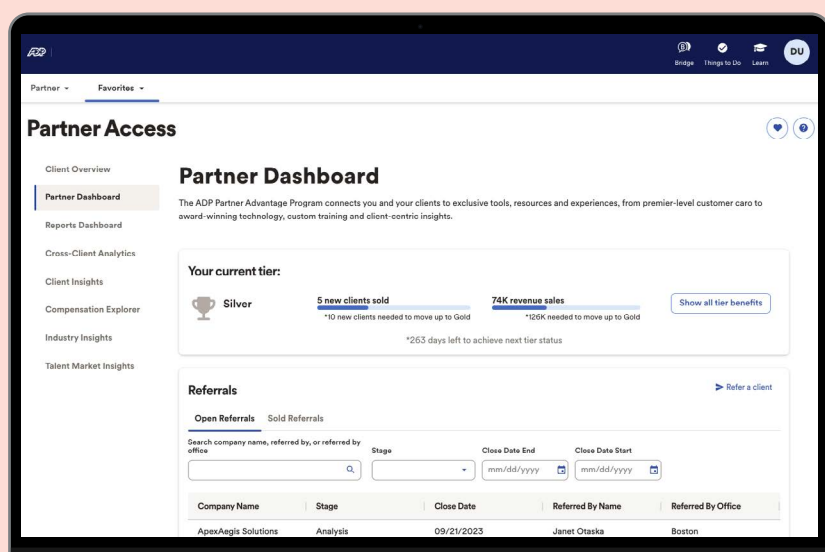 ADP
Bridge Things to Do Learn DU
Partner Favorites
Partner Access
Client Overview
Partner Dashboard
Reports Dashboard
Cross-Client Analytics
Client Insights
Compensation Explorer
Industry Insights
Talent Market Insights
Partner Dashboard
The ADP Partner Advantage Program connects you and your clients to exclusive tools, resources and experiences, from premier-level customer caro to
award-winning technology, custom training and client-centric insights.
Your current tier:
Silver
5 new clients sold
*10 new clients needed to move up to Gold
74K revenue sales
*126K needed to move up to Gold
Show all tier benefits
*263 days left to achieve next tier status
Referrals
Refer a client
Open Referrals Sold Referrals
Search company name, referred by, or referred by
office
Stage
Close Date End
mm/dd/yyyy
Close Date Start
mm/dd/yyyy
Company Name Stage Close Date Referred By Name Referred By Office
ApexAegis Solutions Analysis 09/21/2023 Janet Otaska Boston